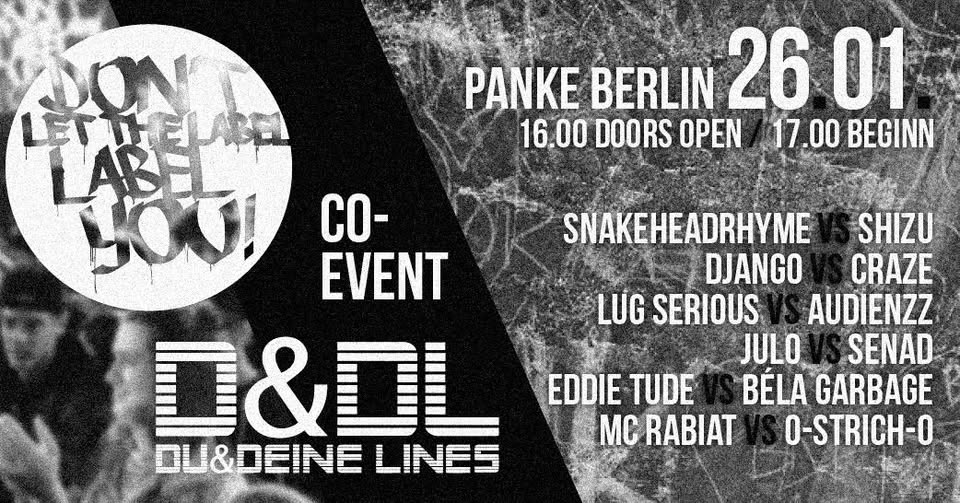 DON'T
LET THE LABEL
LABEL
YOU!
CO-
EVENT
D&DL
DU&DEINE LINES
PANKE BERLIN 26.01.
16.00 DOORS OPEN / 17.00 BEGINN
SNAKEHEADRHYME VS SHIZU
DJANGO VS CRAZE
LUG SERIOUS VS AUDIENZZ
JULO VS SENAD
EDDIE TUDE VS BÉLA GARBAGE
MC RABIAT VS O-STRICH-O